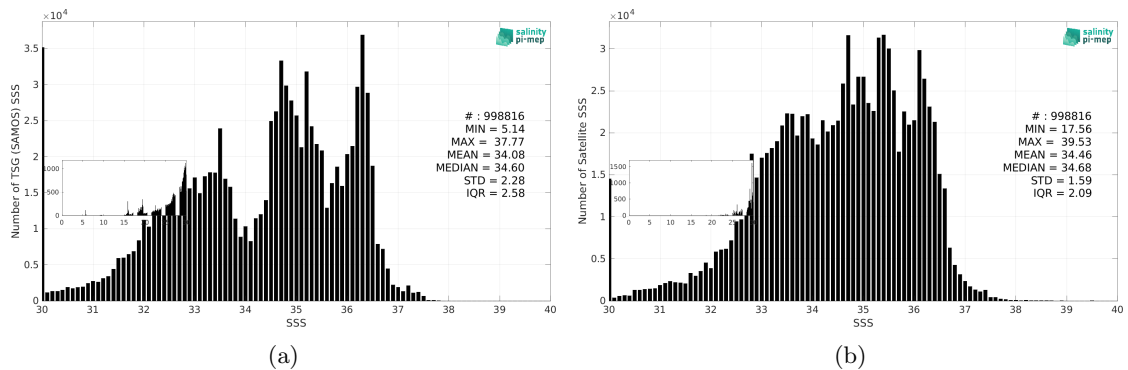 ×10⁴
3.5
3
2.5
2
1.5
1
0.5
0
Number of TSG (SAMOS) SSS
salinity
pi-mep
# : 998816
MIN = 5.14
MAX = 37.77
MEAN = 34.08
MEDIAN = 34.60
STD = 2.28
IQR = 2.58
1000
500
0
0 5 10 15 20 25
30 31 32 33 34 35 36 37 38 39 40
SSS
(a)
×10⁴
3
2.5
2
1.5
1
0.5
0
Number of Satellite SSS
salinity
pi-mep
# : 998816
MIN = 17.56
MAX = 39.53
MEAN = 34.46
MEDIAN = 34.68
STD = 1.59
IQR = 2.09
1500
1000
500
0
0 5 10 15 20 25
30 31 32 33 34 35 36 37 38 39 40
SSS
(b)